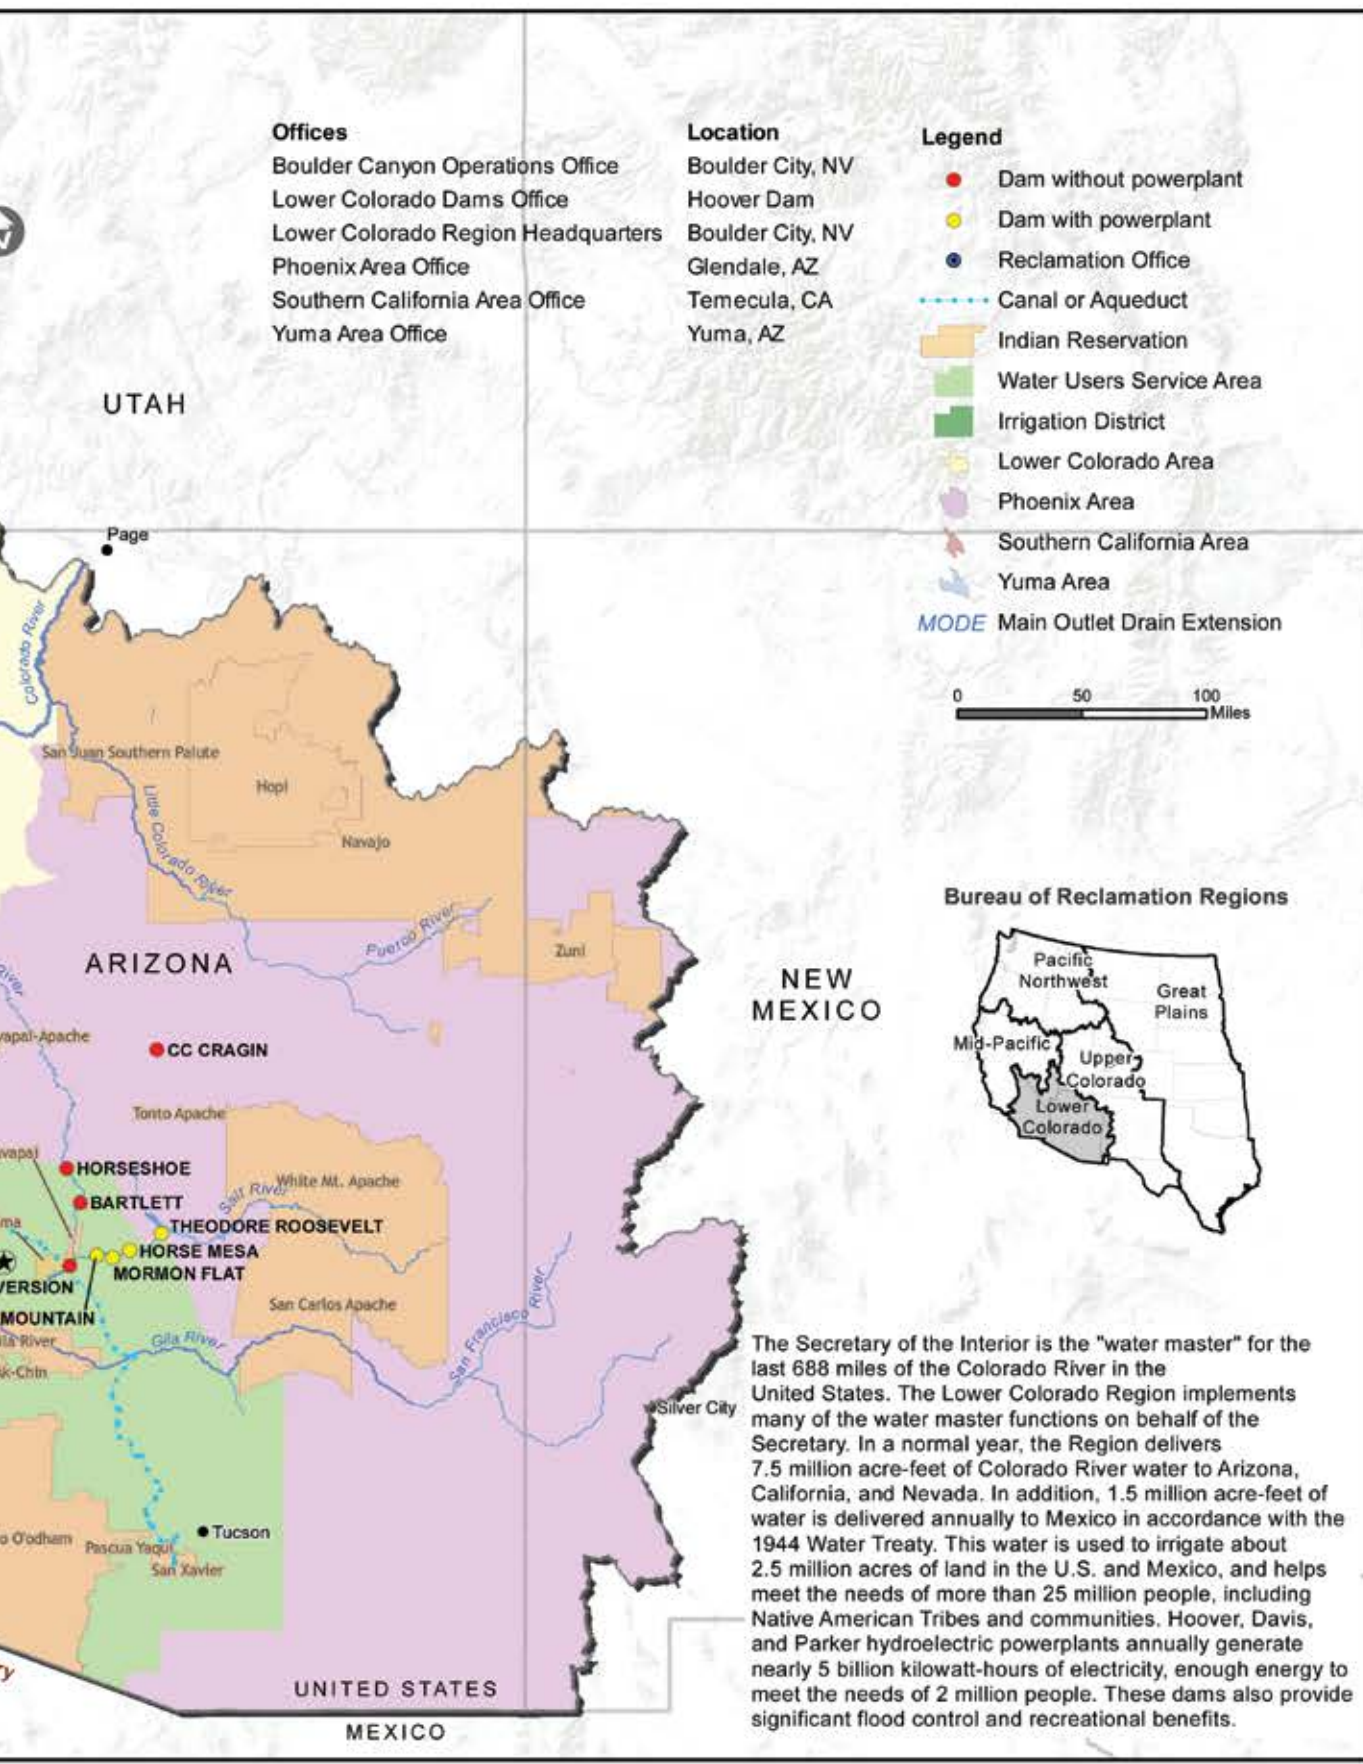 Offices Location
Boulder Canyon Operations Office Boulder City, NV
Lower Colorado Dams Office Hoover Dam
Lower Colorado Region Headquarters Boulder City, NV
Phoenix Area Office Glendale, AZ
Southern California Area Office Temecula, CA
Yuma Area Office Yuma, AZ
Legend
Dam without powerplant
Dam with powerplant
Reclamation Office
Canal or Aqueduct
Indian Reservation
Water Users Service Area
Irrigation District
Lower Colorado Area
Phoenix Area
Southern California Area
Yuma Area
MODE Main Outlet Drain Extension
0 50 100
Miles
UTAH
Page
Colorado River
San Juan Southern Paiute
Hopi
Navajo
Little Colorado River
Puerco River
Zuni
ARIZONA
NEW
MEXICO
River
vapai-Apache
CC CRAGIN
Tonto Apache
vapai
HORSESHOE
BARTLETT
White Mt. Apache
Salt River
THEODORE ROOSEVELT
HORSE MESA
MORMON FLAT
VERSION
MOUNTAIN
San Carlos Apache
Gila River
ila River
k-Chin
San Francisco River
Silver City
Tucson
o O'odham
Pascua Yaqui
San Xavier
UNITED STATES
MEXICO
Bureau of Reclamation Regions
Pacific
Northwest
Great
Plains
Mid-Pacific
Upper
Colorado
Lower
Colorado
The Secretary of the Interior is the "water master" for the
last 688 miles of the Colorado River in the
United States. The Lower Colorado Region implements
many of the water master functions on behalf of the
Secretary. In a normal year, the Region delivers
7.5 million acre-feet of Colorado River water to Arizona,
California, and Nevada. In addition, 1.5 million acre-feet of
water is delivered annually to Mexico in accordance with the
1944 Water Treaty. This water is used to irrigate about
2.5 million acres of land in the U.S. and Mexico, and helps
meet the needs of more than 25 million people, including
Native American Tribes and communities. Hoover, Davis,
and Parker hydroelectric powerplants annually generate
nearly 5 billion kilowatt-hours of electricity, enough energy to
meet the needs of 2 million people. These dams also provide
significant flood control and recreational benefits.